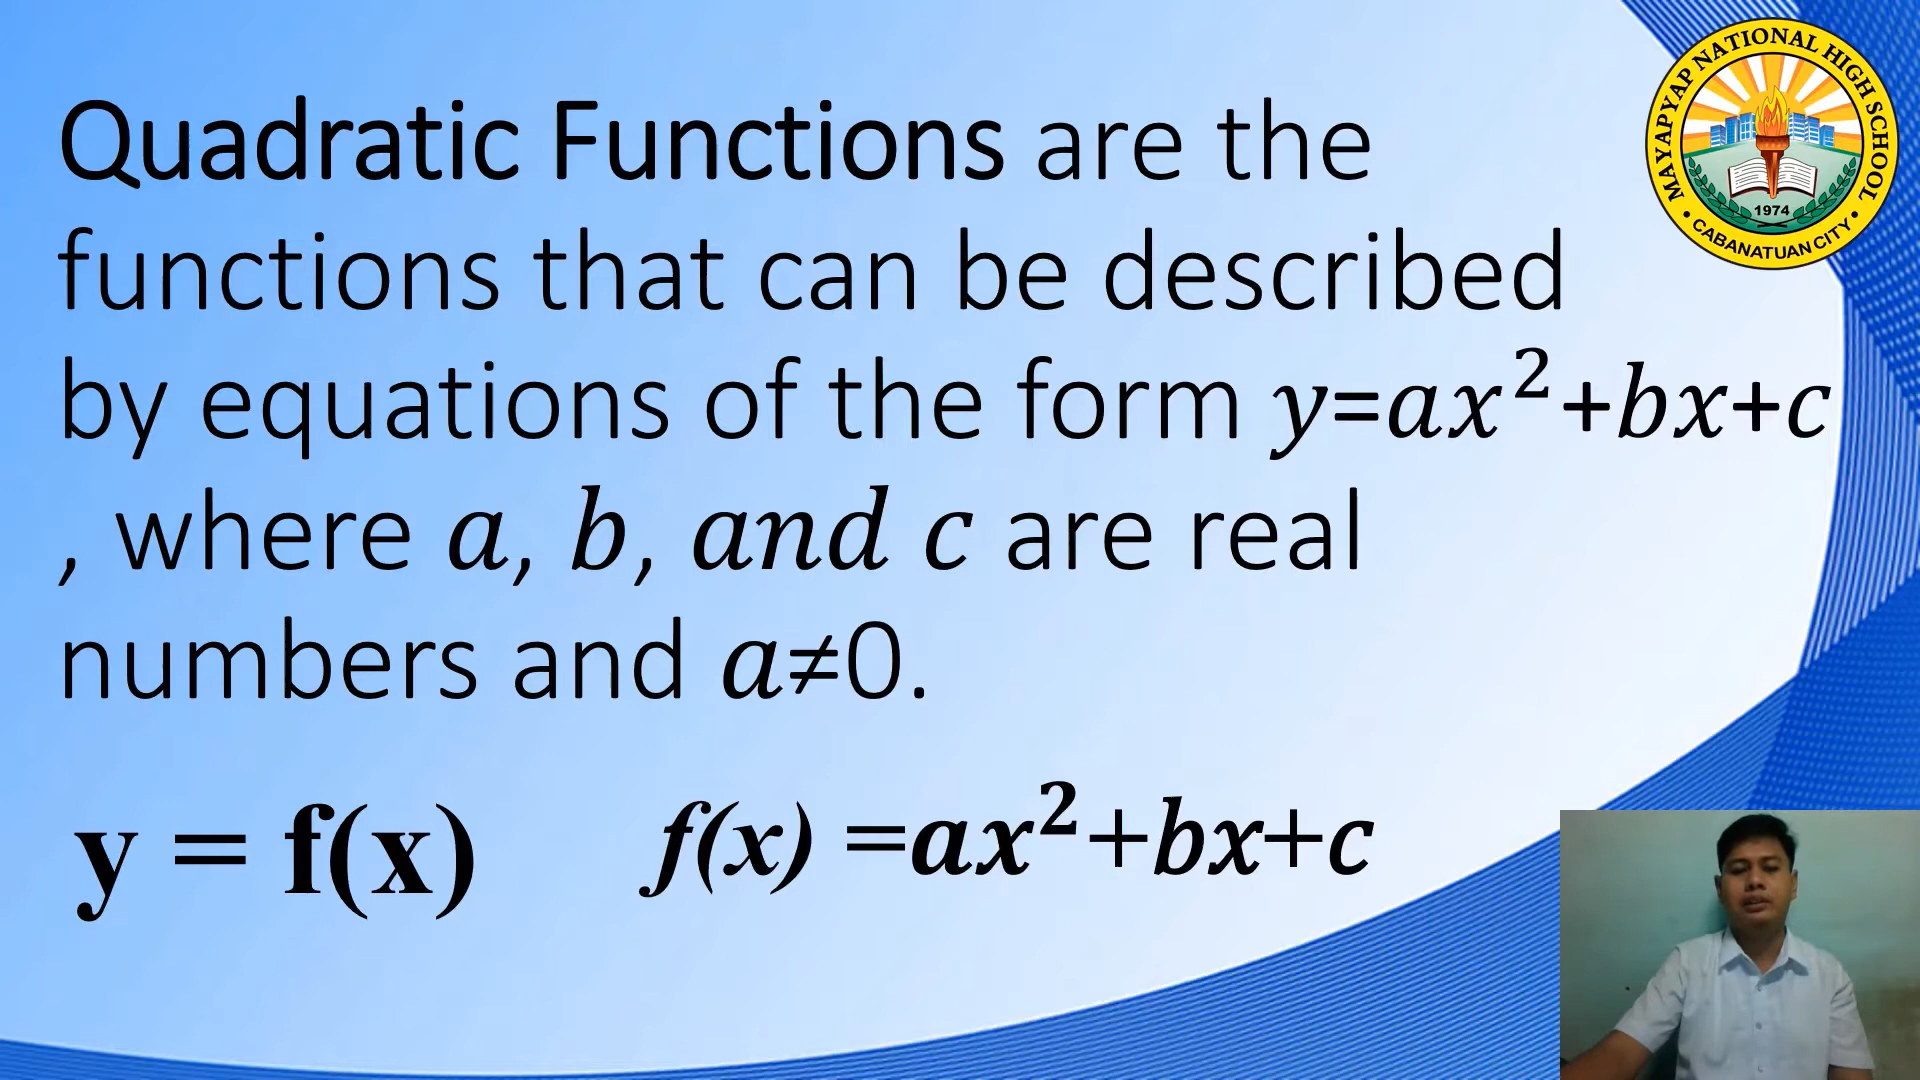 Quadratic Functions are the
functions that can be described
by equations of the form y=ax²+bx+c
, where a, b, and c are real
numbers and a≠0.
y = f(x)
f(x) =ax²+bx+c
MAYAPYAP NATIONAL HIGH SCHOOL
1974
• CABANATUAN CITY •